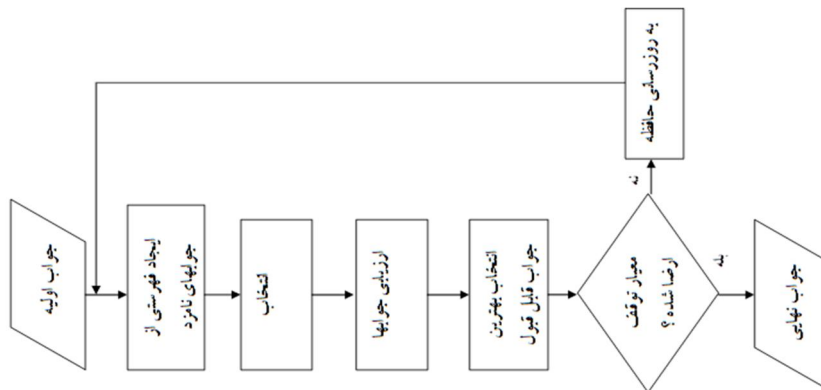 جواب اولیه
ایجاد فهرستی از
جوابهای نامزد
انتخاب
ارزیابی جوابها
انتخاب بهترین
جواب قابل قبول
معیار توقف
ارضا شده ؟
نه
به روزرسانی حافظه
بله
جواب نهایی